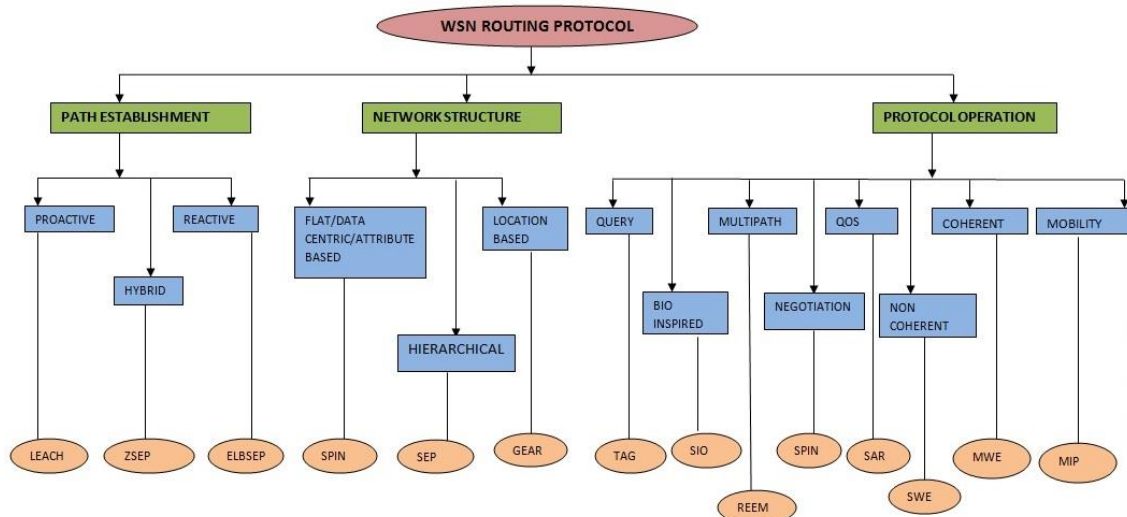 WSN ROUTING PROTOCOL
PATH ESTABLISHMENT
NETWORK STRUCTURE
PROTOCOL OPERATION
PROACTIVE
REACTIVE
FLAT/DATA
CENTRIC/ATTRIBUTE
BASED
LOCATION
BASED
QUERY
MULTIPATH
QOS
COHERENT
MOBILITY
HYBRID
BIO
INSPIRED
NEGOTIATION
NON
COHERENT
HIERARCHICAL
LEACH
ZSEP
ELBSEP
SPIN
SEP
GEAR
TAG
SIO
SPIN
SAR
MWE
MIP
SWE
REEM